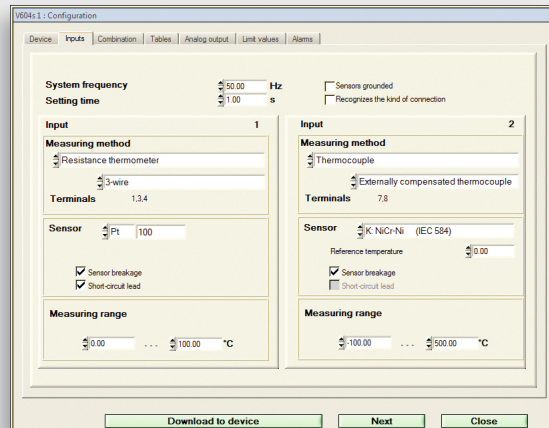 V604s 1 : Configuration
Device Inputs Combination Tables Analog output Limit values Alarms
System frequency 50.00 Hz Sensors grounded
Setting time 1.00 s Recognizes the kind of connection
Input 1
Measuring method
Resistance thermometer
3-wire
Terminals 1,3,4
Sensor Pt 100
Sensor breakage
Short-circuit lead
Measuring range
0.00 . . . 100.00 °C
Input 2
Measuring method
Thermocouple
Externally compensated thermocouple
Terminals 7,8
Sensor K: NiCr-Ni (IEC 584)
Reference temperature 0.00
Sensor breakage
Short-circuit lead
Measuring range
-100.00 . . . 500.00 °C
Download to device Next Close